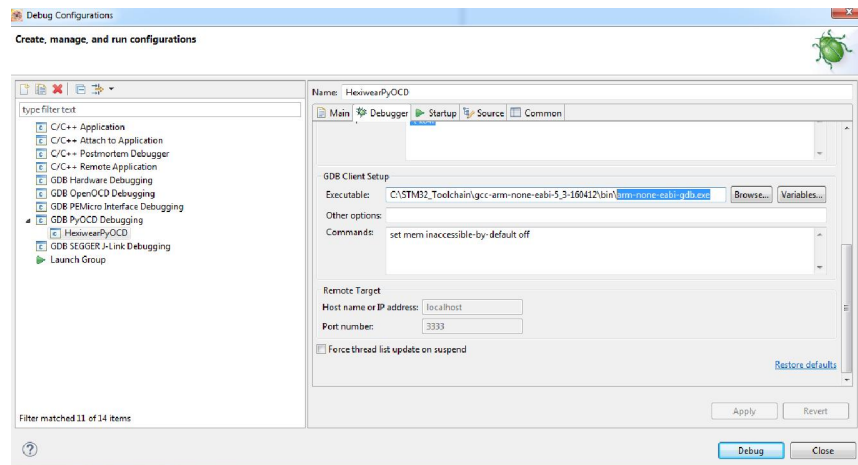 Debug Configurations
Create, manage, and run configurations
type filter text
C/C++ Application
C/C++ Attach to Application
C/C++ Postmortem Debugger
C/C++ Remote Application
GDB Hardware Debugging
GDB OpenOCD Debugging
GDB PEMicro Interface Debugging
GDB PyOCD Debugging
HexiwearPyOCD
GDB SEGGER J-Link Debugging
Launch Group
Filter matched 11 of 14 items
Name: HexiwearPyOCD
Main Debugger Startup Source Common
GDB Client Setup
Executable: C:\STM32_Toolchain\gcc-arm-none-eabi-5_3-160412\bin\arm-none-eabi-gdb.exe Browse... Variables...
Other options:
Commands: set mem inaccessible-by-default off
Remote Target
Host name or IP address: localhost
Port number: 3333
Force thread list update on suspend
Restore defaults
Apply Revert
Debug Close